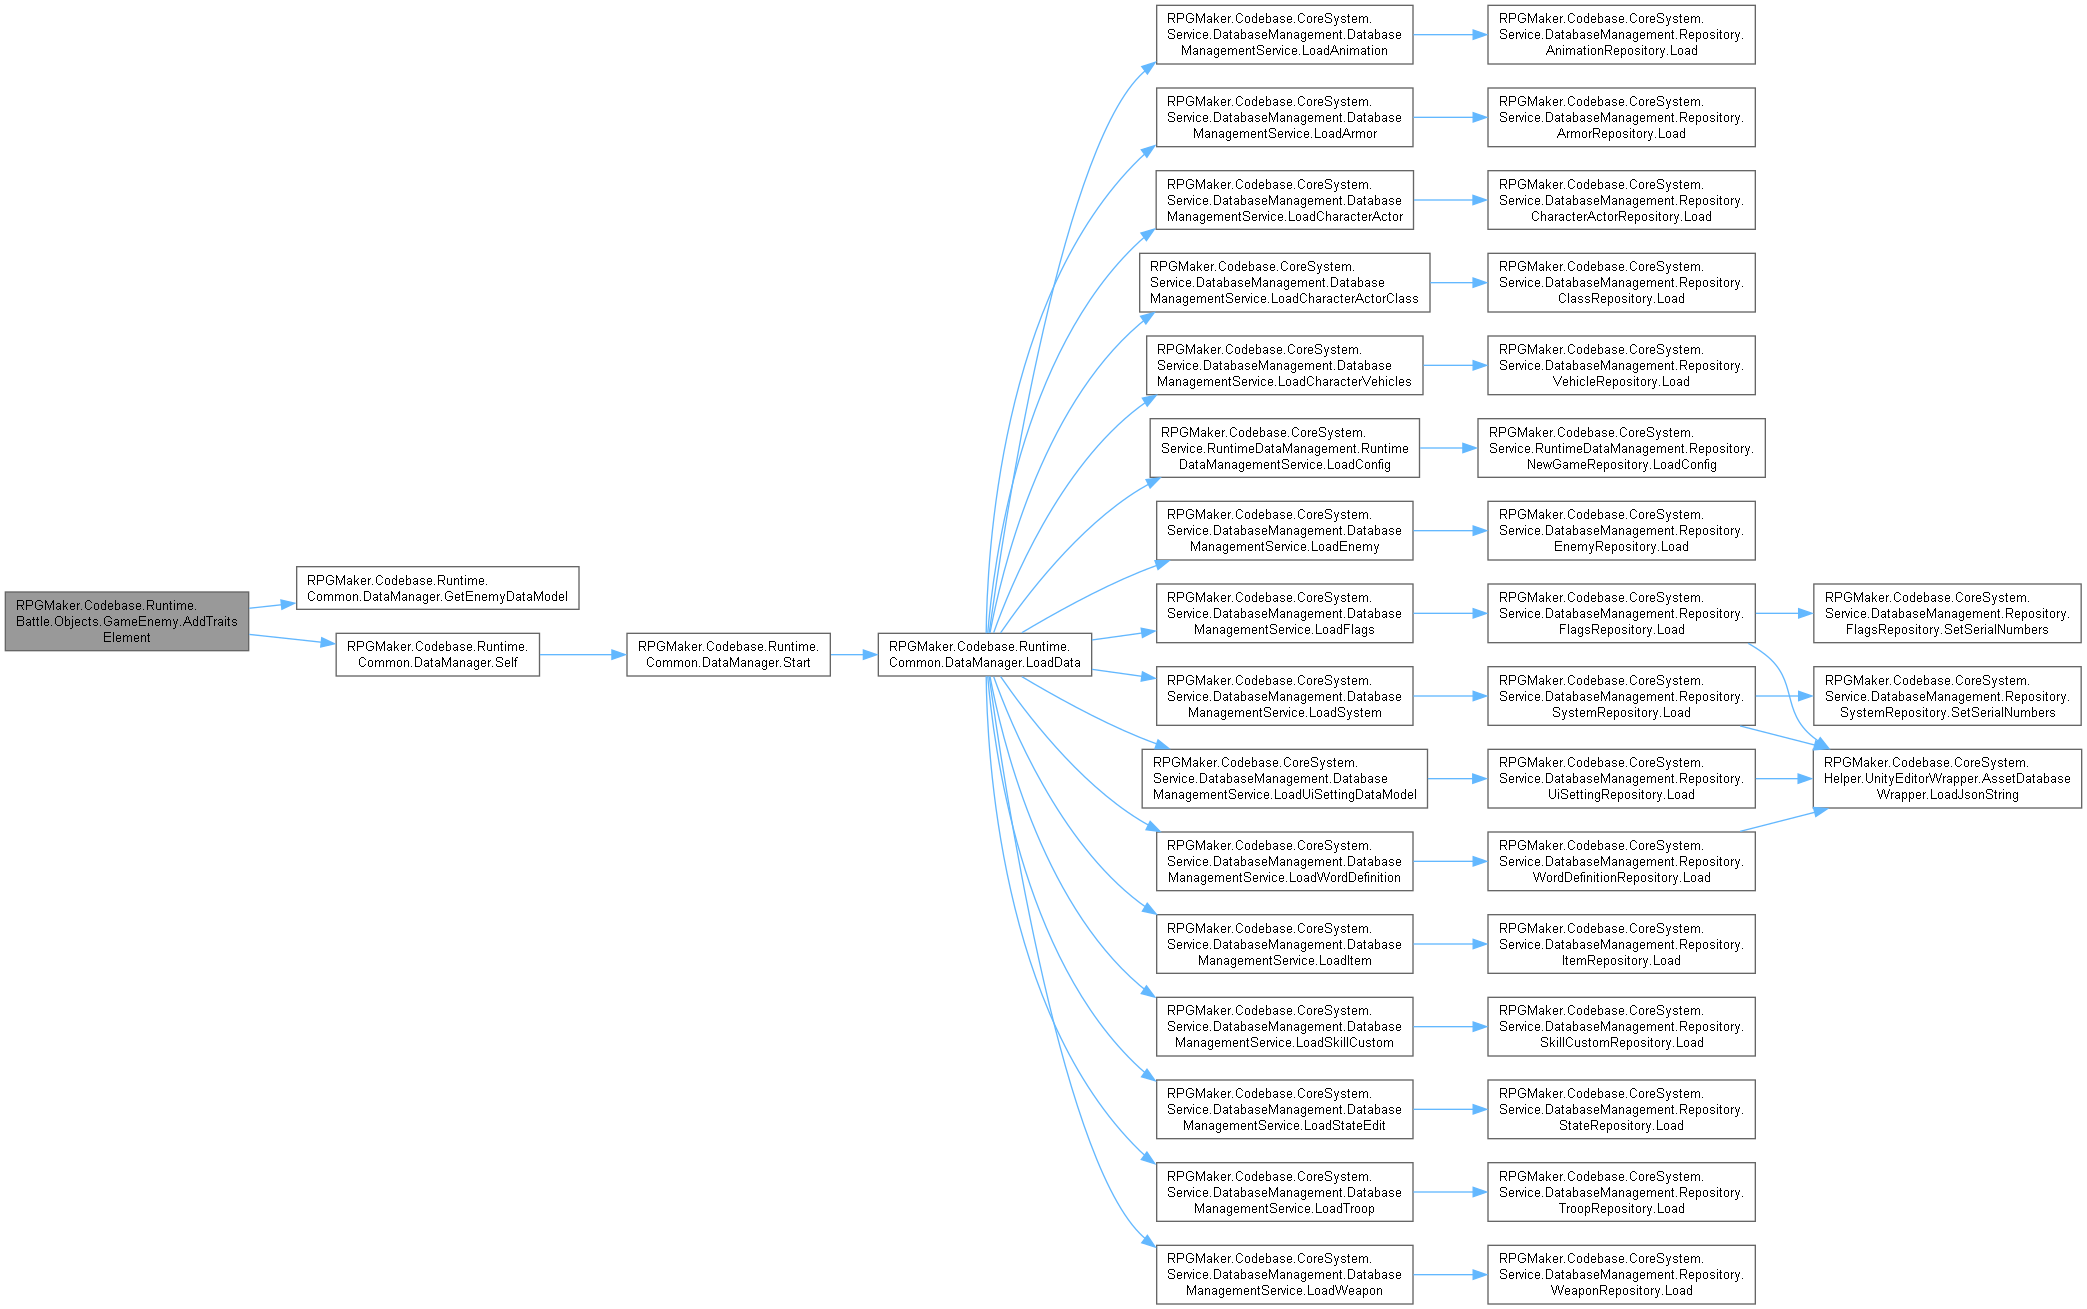 RPGMaker.Codebase.Runtime.
Battle.Objects.GameEnemy.AddTraits
Element
RPGMaker.Codebase.Runtime.
Common.DataManager.GetEnemyDataModel
RPGMaker.Codebase.Runtime.
Common.DataManager.Self
RPGMaker.Codebase.Runtime.
Common.DataManager.Start
RPGMaker.Codebase.Runtime.
Common.DataManager.LoadData
RPGMaker.Codebase.CoreSystem.
Service.DatabaseManagement.Database
ManagementService.LoadAnimation
RPGMaker.Codebase.CoreSystem.
Service.DatabaseManagement.Repository.
AnimationRepository.Load
RPGMaker.Codebase.CoreSystem.
Service.DatabaseManagement.Database
ManagementService.LoadArmor
RPGMaker.Codebase.CoreSystem.
Service.DatabaseManagement.Repository.
ArmorRepository.Load
RPGMaker.Codebase.CoreSystem.
Service.DatabaseManagement.Database
ManagementService.LoadCharacterActor
RPGMaker.Codebase.CoreSystem.
Service.DatabaseManagement.Repository.
CharacterActorRepository.Load
RPGMaker.Codebase.CoreSystem.
Service.DatabaseManagement.Database
ManagementService.LoadCharacterActorClass
RPGMaker.Codebase.CoreSystem.
Service.DatabaseManagement.Repository.
ClassRepository.Load
RPGMaker.Codebase.CoreSystem.
Service.DatabaseManagement.Database
ManagementService.LoadCharacterVehicles
RPGMaker.Codebase.CoreSystem.
Service.DatabaseManagement.Repository.
VehicleRepository.Load
RPGMaker.Codebase.CoreSystem.
Service.RuntimeDataManagement.Runtime
DataManagementService.LoadConfig
RPGMaker.Codebase.CoreSystem.
Service.RuntimeDataManagement.Repository.
NewGameRepository.LoadConfig
RPGMaker.Codebase.CoreSystem.
Service.DatabaseManagement.Database
ManagementService.LoadEnemy
RPGMaker.Codebase.CoreSystem.
Service.DatabaseManagement.Repository.
EnemyRepository.Load
RPGMaker.Codebase.CoreSystem.
Service.DatabaseManagement.Database
ManagementService.LoadFlags
RPGMaker.Codebase.CoreSystem.
Service.DatabaseManagement.Repository.
FlagsRepository.Load
RPGMaker.Codebase.CoreSystem.
Service.DatabaseManagement.Repository.
FlagsRepository.SetSerialNumbers
RPGMaker.Codebase.CoreSystem.
Service.DatabaseManagement.Database
ManagementService.LoadSystem
RPGMaker.Codebase.CoreSystem.
Service.DatabaseManagement.Repository.
SystemRepository.Load
RPGMaker.Codebase.CoreSystem.
Service.DatabaseManagement.Repository.
SystemRepository.SetSerialNumbers
RPGMaker.Codebase.CoreSystem.
Service.DatabaseManagement.Database
ManagementService.LoadUiSettingDataModel
RPGMaker.Codebase.CoreSystem.
Service.DatabaseManagement.Repository.
UiSettingRepository.Load
RPGMaker.Codebase.CoreSystem.
Helper.UnityEditorWrapper.AssetDatabase
Wrapper.LoadJsonString
RPGMaker.Codebase.CoreSystem.
Service.DatabaseManagement.Database
ManagementService.LoadWordDefinition
RPGMaker.Codebase.CoreSystem.
Service.DatabaseManagement.Repository.
WordDefinitionRepository.Load
RPGMaker.Codebase.CoreSystem.
Service.DatabaseManagement.Database
ManagementService.LoadItem
RPGMaker.Codebase.CoreSystem.
Service.DatabaseManagement.Repository.
ItemRepository.Load
RPGMaker.Codebase.CoreSystem.
Service.DatabaseManagement.Database
ManagementService.LoadSkillCustom
RPGMaker.Codebase.CoreSystem.
Service.DatabaseManagement.Repository.
SkillCustomRepository.Load
RPGMaker.Codebase.CoreSystem.
Service.DatabaseManagement.Database
ManagementService.LoadStateEdit
RPGMaker.Codebase.CoreSystem.
Service.DatabaseManagement.Repository.
StateRepository.Load
RPGMaker.Codebase.CoreSystem.
Service.DatabaseManagement.Database
ManagementService.LoadTroop
RPGMaker.Codebase.CoreSystem.
Service.DatabaseManagement.Repository.
TroopRepository.Load
RPGMaker.Codebase.CoreSystem.
Service.DatabaseManagement.Database
ManagementService.LoadWeapon
RPGMaker.Codebase.CoreSystem.
Service.DatabaseManagement.Repository.
WeaponRepository.Load